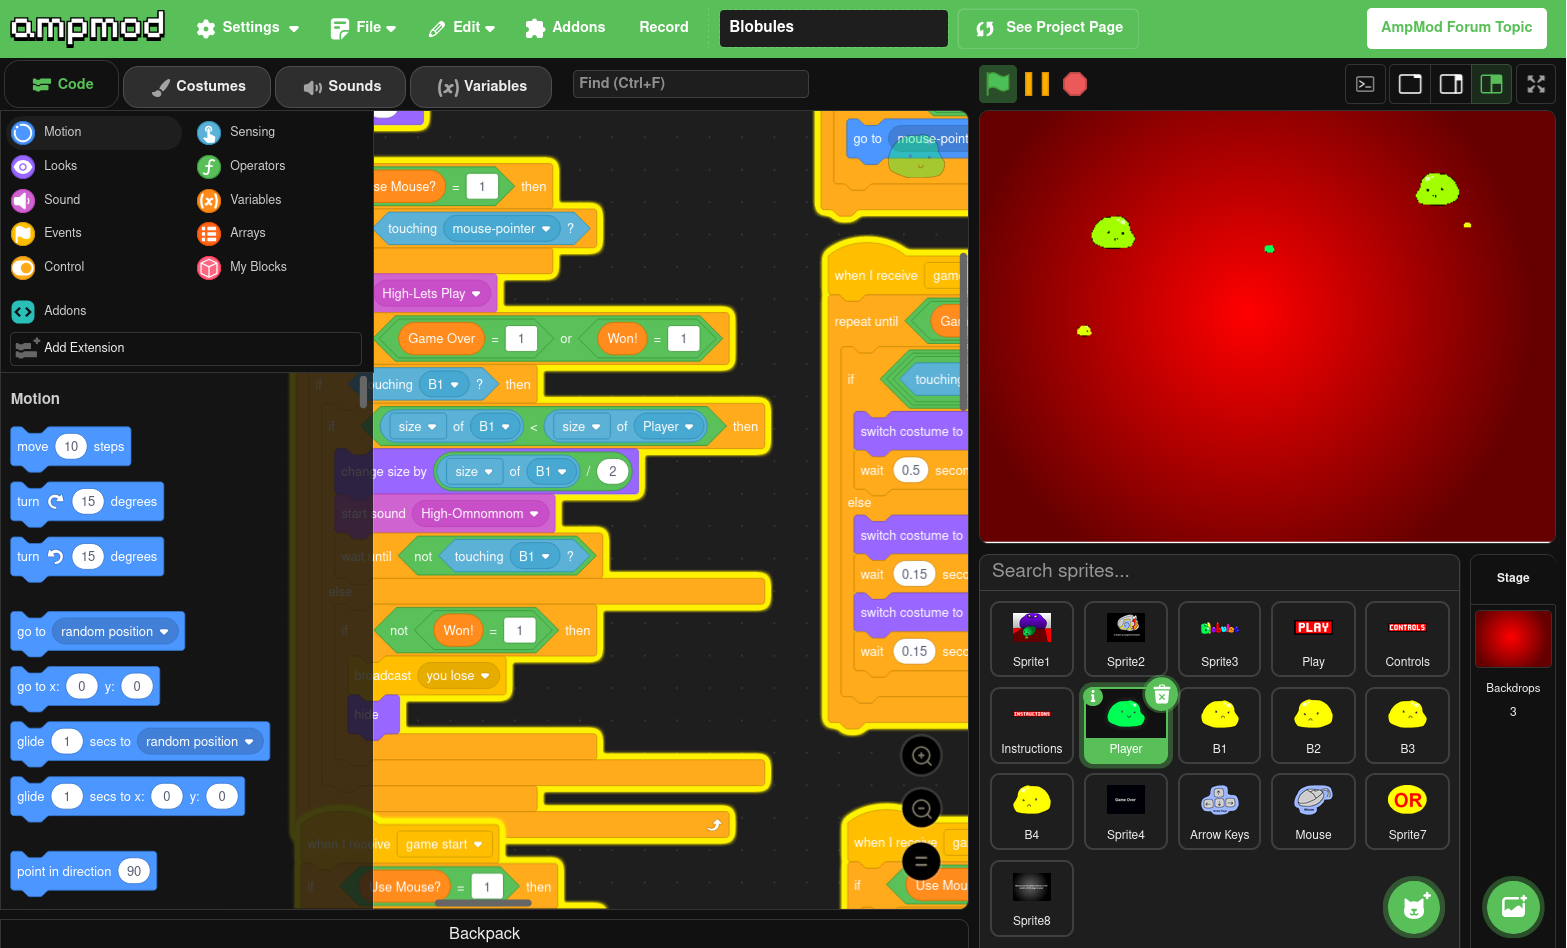 ampmod
Settings
File
Edit
Addons
Record
Blobules
See Project Page
AmpMod Forum Topic
Code
Costumes
Sounds
(x) Variables
Find (Ctrl+F)
Motion
Sensing
Looks
Operators
Sound
Variables
Events
Arrays
Control
My Blocks
Addons
Add Extension
Motion
move 10 steps
turn 15 degrees
turn 15 degrees
go to random position
go to x: 0 y: 0
glide 1 secs to random position
glide 1 secs to x: 0 y: 0
point in direction 90
se Mouse? = 1 then
touching mouse-pointer ?
High-Lets Play
Game Over = 1 or Won! = 1
if touching B1 ? then
if size of B1 < size of Player then
change size by size of B1 / 2
start sound High-Omnomnom
wait until not touching B1 ?
else
if not Won! = 1 then
broadcast you lose
hide
when I receive game start
if Use Mouse? = 1 then
go to mouse-point
when I receive gam
repeat until Gam
if touching
switch costume to
wait 0.5 secon
else
switch costume to
wait 0.15 seco
switch costume to
wait 0.15 seco
when I receive ga
if Use Mou
Backpack
Search sprites...
Sprite1
Sprite2
Blobules
Sprite3
PLAY
Play
CONTROLS
Controls
INSTRUCTIONS
Instructions
Player
B1
B2
B3
B4
Game Over
Sprite4
Arrow Keys
Mouse
OR
Sprite7
Sprite8
Stage
Backdrops
3